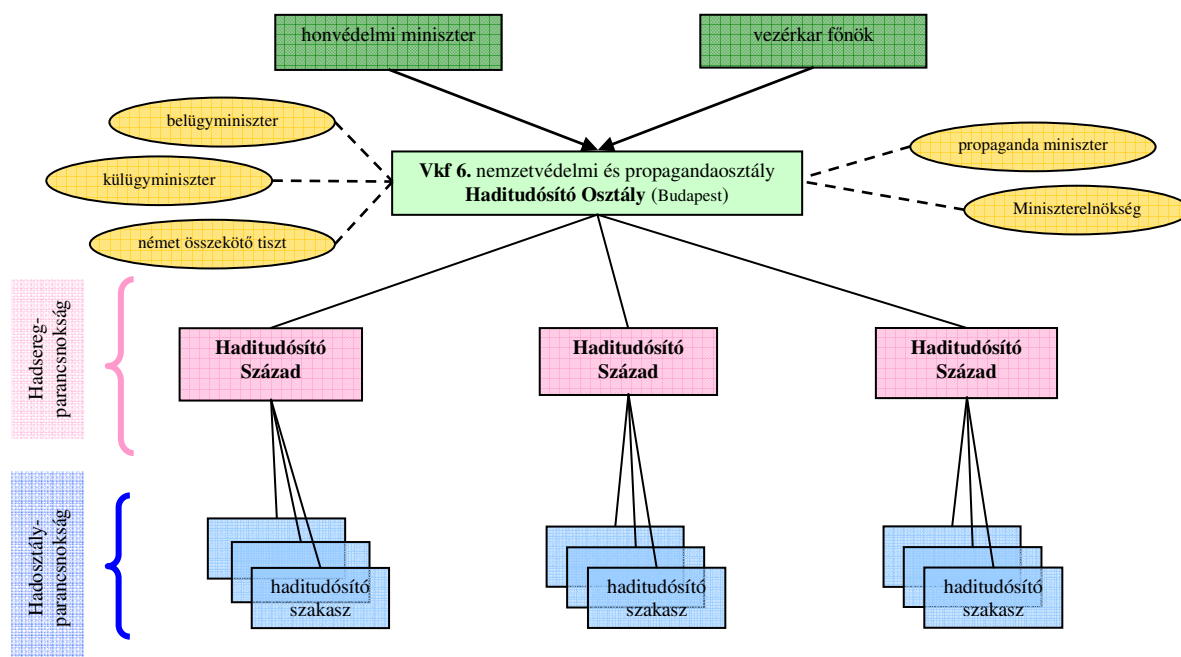 honvédelmi miniszter
vezérkar főnök
belügyminiszter
külügyminiszter
német összekötő tiszt
Vkf 6. nemzetvédelmi és propagandaosztály
Haditudósító Osztály (Budapest)
propaganda miniszter
Miniszterelnökség
Hadsereg-
parancsnokság
Haditudósító
Század
Haditudósító
Század
Haditudósító
Század
Hadosztály-
parancsnokság
haditudósító
szakasz
haditudósító
szakasz
haditudósító
szakasz